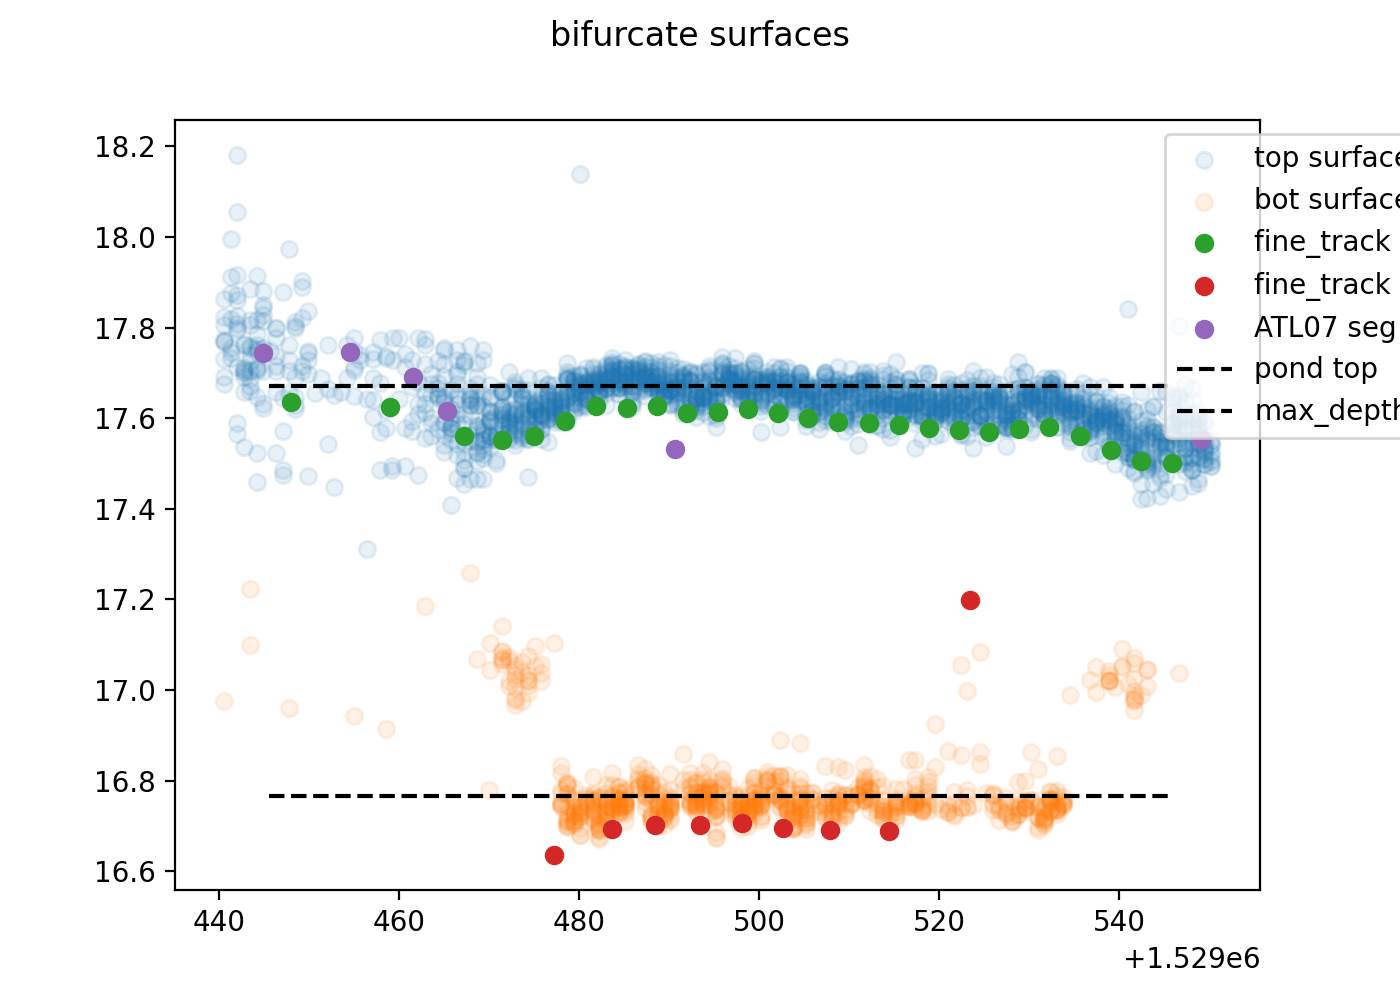 bifurcate surfaces
18.2
18.0
17.8
17.6
17.4
17.2
17.0
16.8
16.6
440 460 480 500 520 540
+1.529e6
top surface
bot surface
fine_track
fine_track
ATL07 seg
pond top
max_depth